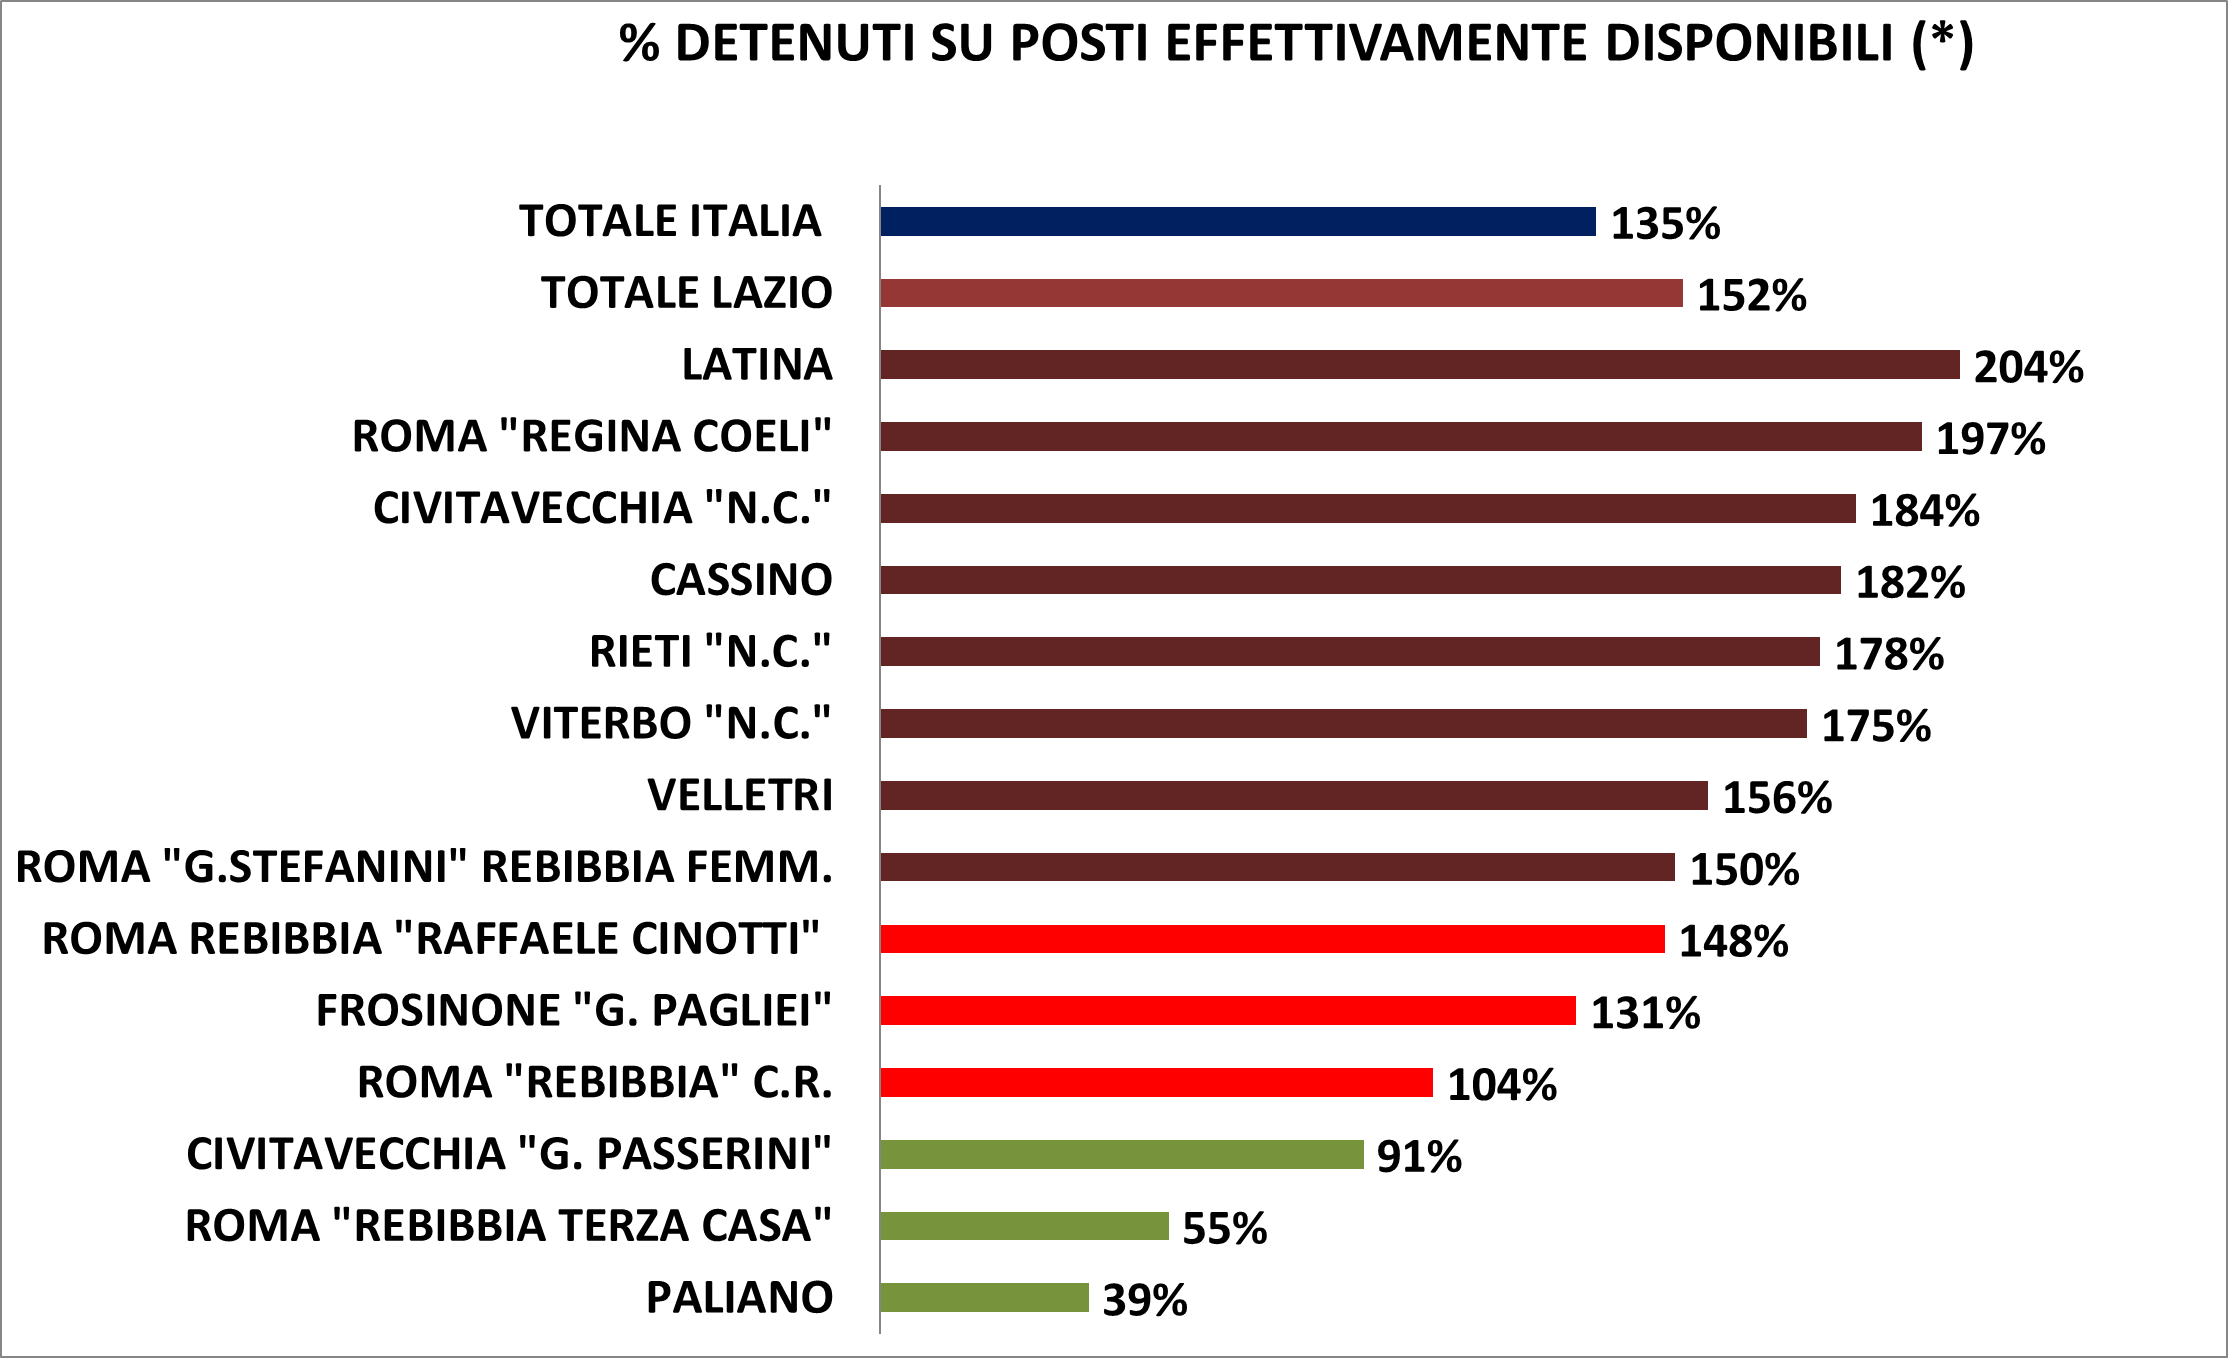 % DETENUTI SU POSTI EFFETTIVAMENTE DISPONIBILI (*)
TOTALE ITALIA 135%
TOTALE LAZIO 152%
LATINA 204%
ROMA "REGINA COELI" 197%
CIVITAVECCHIA "N.C." 184%
CASSINO 182%
RIETI "N.C." 178%
VITERBO "N.C." 175%
VELLETRI 156%
ROMA "G.STEFANINI" REBIBBIA FEMM. 150%
ROMA REBIBBIA "RAFFAELE CINOTTI" 148%
FROSINONE "G. PAGLIEI" 131%
ROMA "REBIBBIA" C.R. 104%
CIVITAVECCHIA "G. PASSERINI" 91%
ROMA "REBIBBIA TERZA CASA" 55%
PALIANO 39%